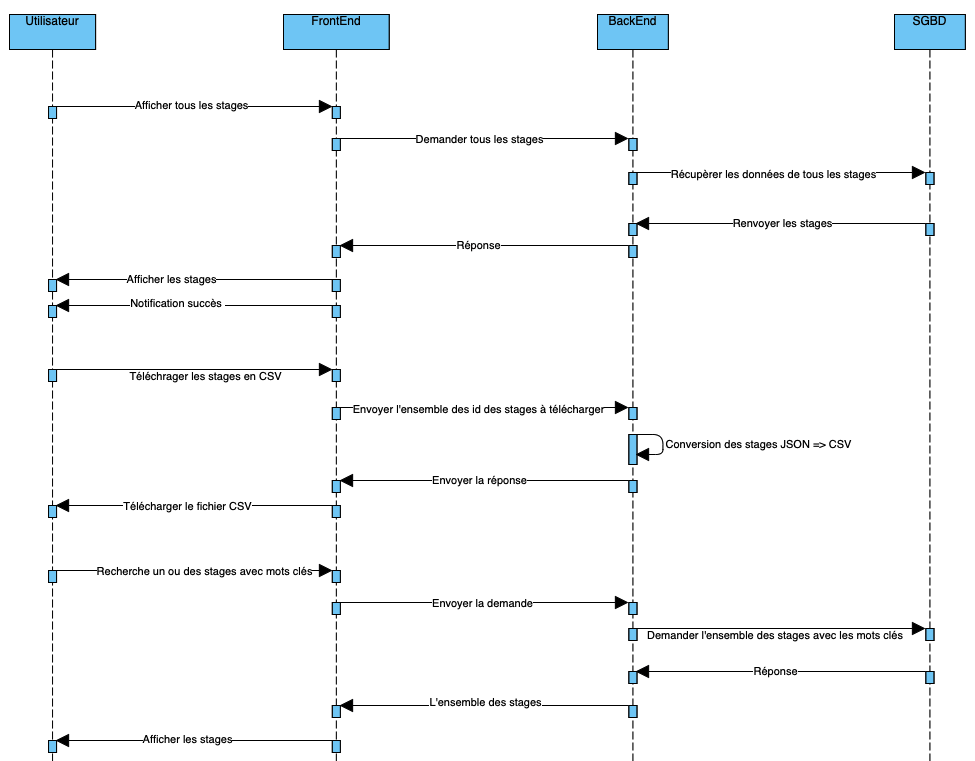 Utilisateur
FrontEnd
BackEnd
SGBD
Afficher tous les stages
Demander tous les stages
Récupèrer les données de tous les stages
Renvoyer les stages
Réponse
Afficher les stages
Notification succès
Téléchrager les stages en CSV
Envoyer l'ensemble des id des stages à télécharger
Conversion des stages JSON => CSV
Envoyer la réponse
Télécharger le fichier CSV
Recherche un ou des stages avec mots clés
Envoyer la demande
Demander l'ensemble des stages avec les mots clés
Réponse
L'ensemble des stages
Afficher les stages